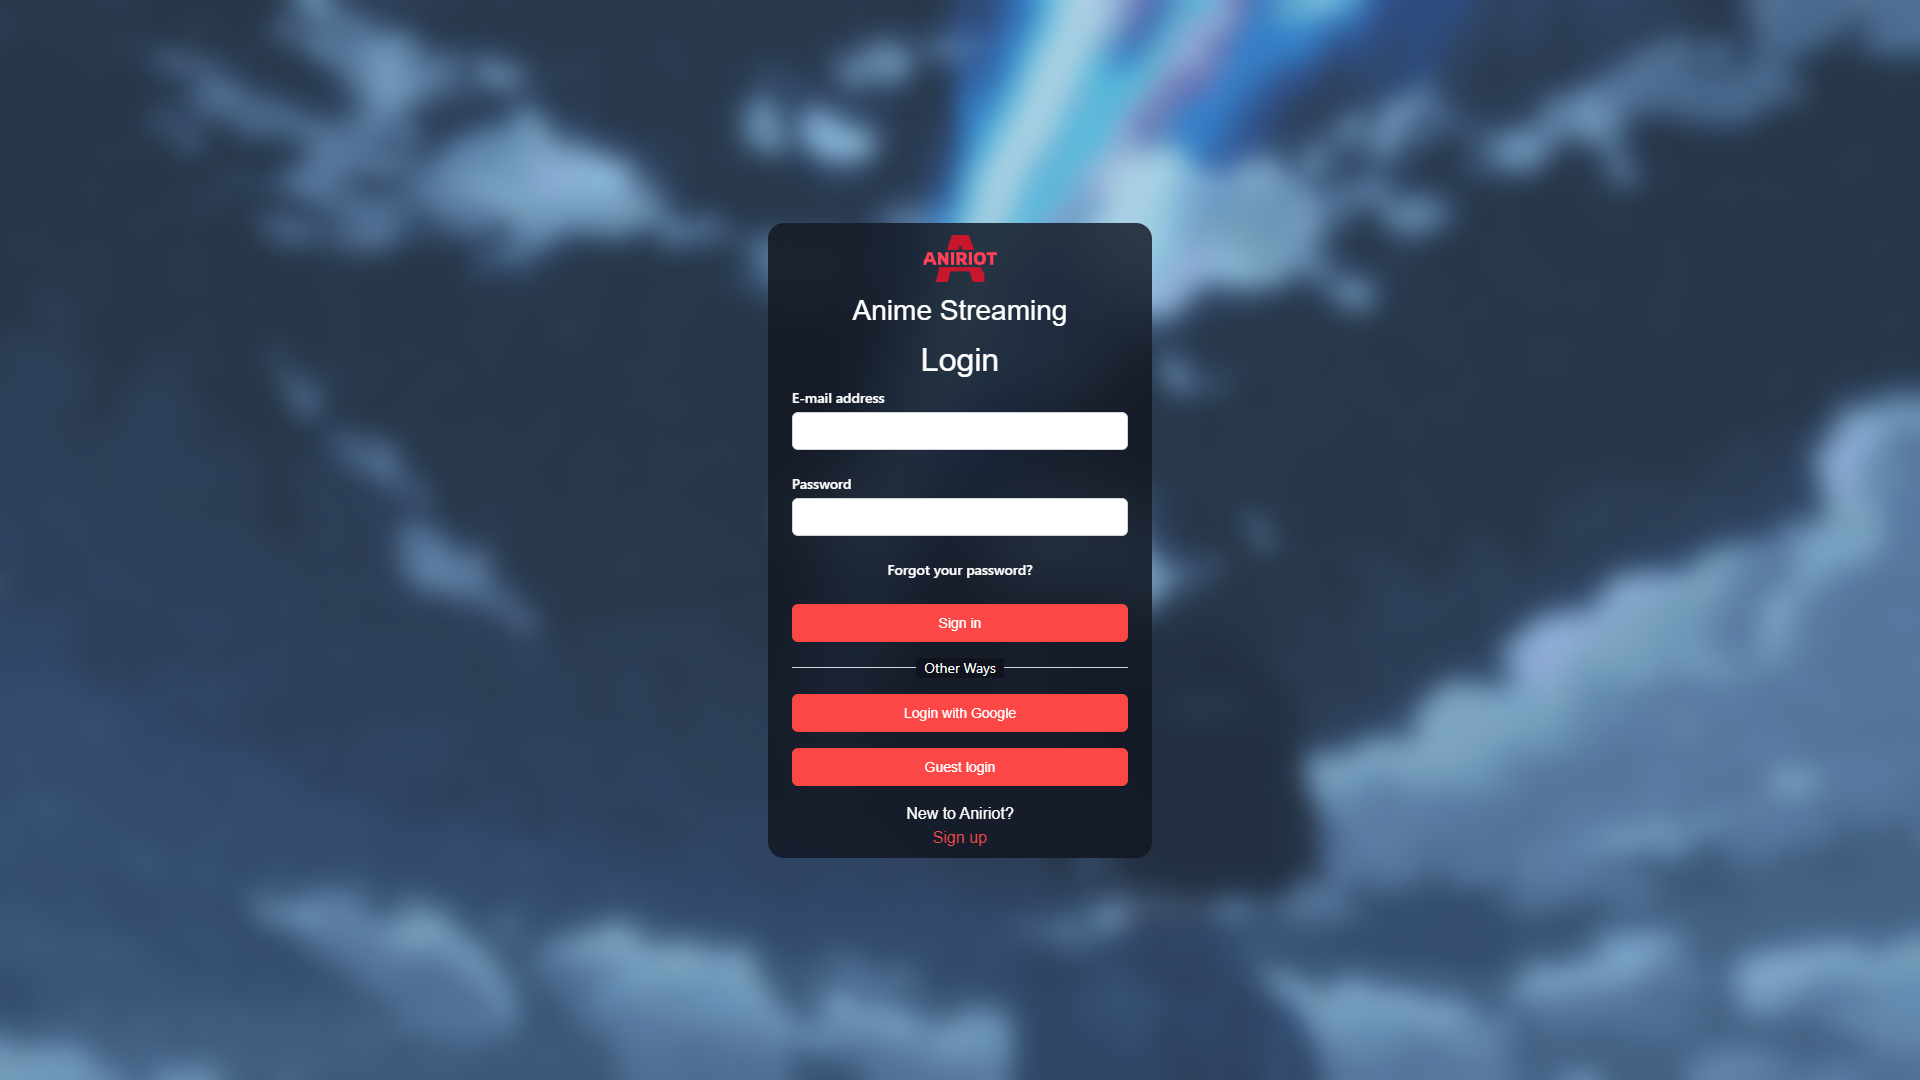 ANIRIOT
Anime Streaming
Login
E-mail address
Password
Forgot your password?
Sign in
Other Ways
Login with Google
Guest login
New to Aniriot?
Sign up